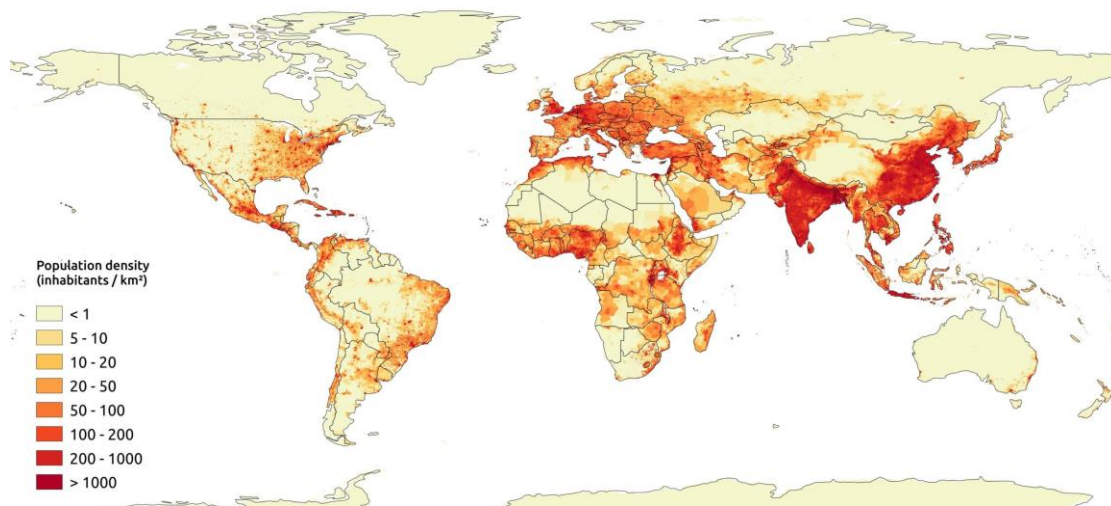 Population density
(inhabitants / km²)
< 1
5 - 10
10 - 20
20 - 50
50 - 100
100 - 200
200 - 1000
> 1000